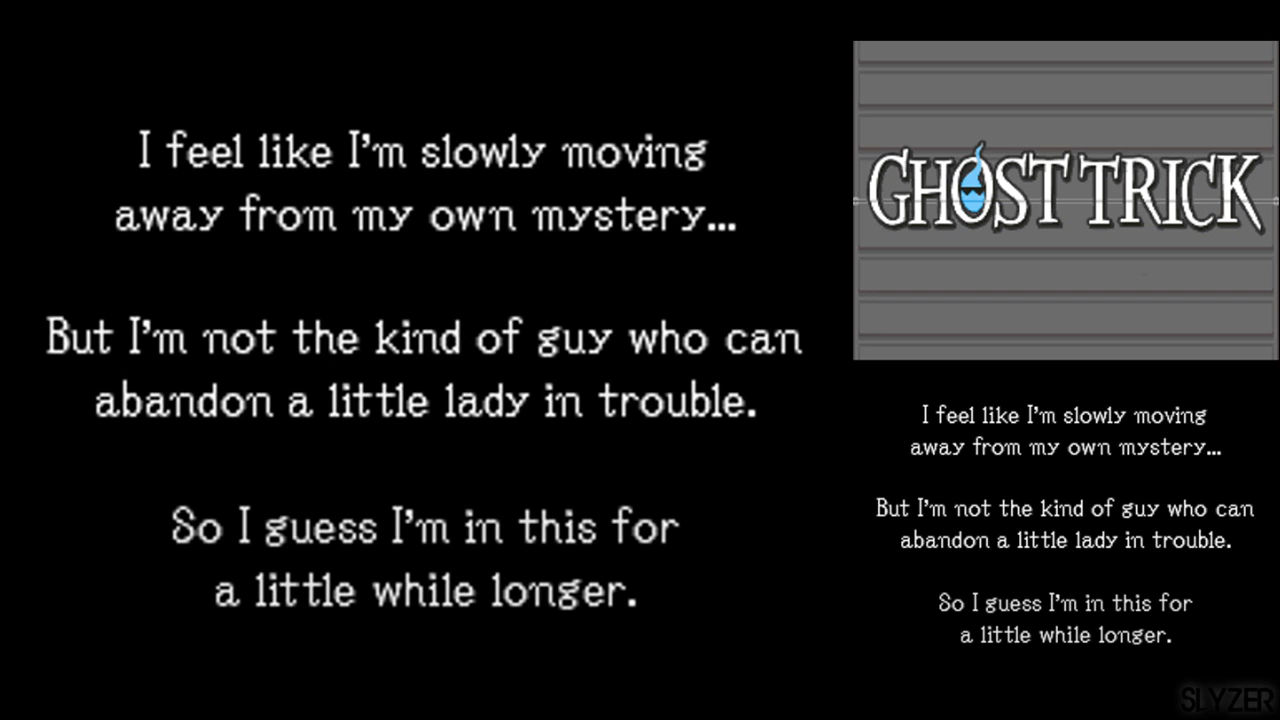 I feel like I'm slowly moving
away from my own mystery...
But I'm not the kind of guy who can
abandon a little lady in trouble.
So I guess I'm in this for
a little while longer.
GHOST TRICK
I feel like I'm slowly moving
away from my own mystery...
But I'm not the kind of guy who can
abandon a little lady in trouble.
So I guess I'm in this for
a little while longer.
SLYZER